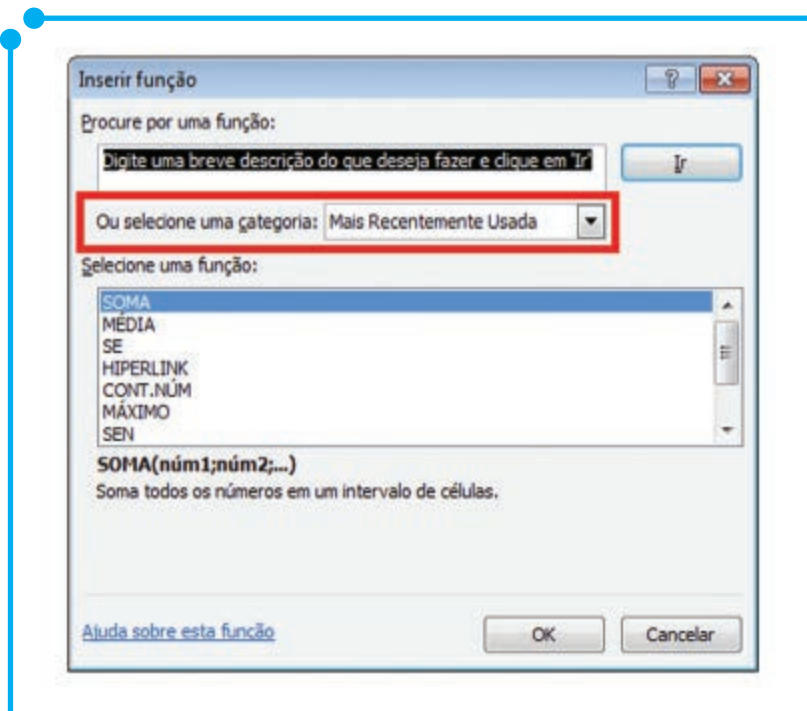 Inserir função
Procure por uma função:
Digite uma breve descrição do que deseja fazer e clique em 'Ir'
Ir
Ou selecione uma categoria: Mais Recentemente Usada
Selecione uma função:
SOMA
MÉDIA
SE
HIPERLINK
CONT.NÚM
MÁXIMO
SEN
SOMA(núm1;núm2;...)
Soma todos os números em um intervalo de células.
Ajuda sobre esta função
OK
Cancelar